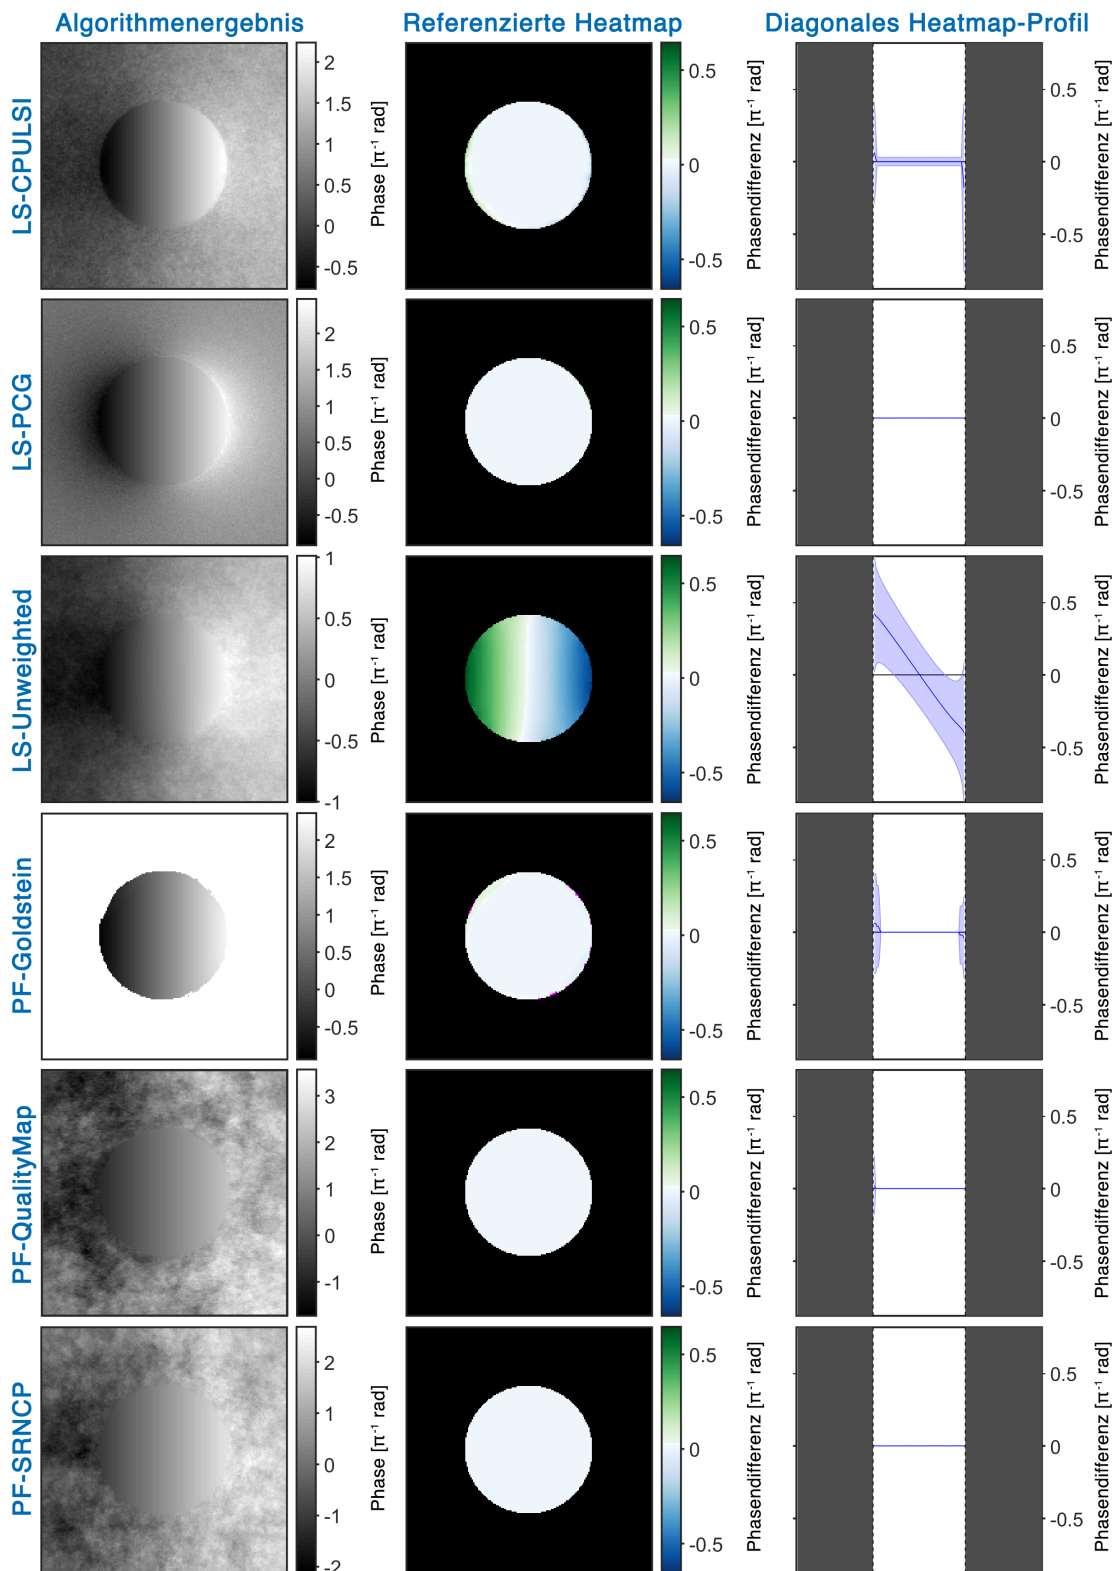 Algorithmenergebnis
Referenzierte Heatmap
Diagonales Heatmap-Profil
LS-CPULSI
2
1.5
1
0.5
0
-0.5
Phase [π⁻¹ rad]
0.5
0
-0.5
Phasendifferenz [π⁻¹ rad]
0.5
0
-0.5
Phasendifferenz [π⁻¹ rad]
LS-PCG
2
1.5
1
0.5
0
-0.5
Phase [π⁻¹ rad]
0.5
0
-0.5
Phasendifferenz [π⁻¹ rad]
0.5
0
-0.5
Phasendifferenz [π⁻¹ rad]
LS-Unweighted
1
0.5
0
-0.5
-1
Phase [π⁻¹ rad]
0.5
0
-0.5
Phasendifferenz [π⁻¹ rad]
0.5
0
-0.5
Phasendifferenz [π⁻¹ rad]
PF-Goldstein
2
1.5
1
0.5
0
-0.5
Phase [π⁻¹ rad]
0.5
0
-0.5
Phasendifferenz [π⁻¹ rad]
0.5
0
-0.5
Phasendifferenz [π⁻¹ rad]
PF-QualityMap
3
2
1
0
-1
Phase [π⁻¹ rad]
0.5
0
-0.5
Phasendifferenz [π⁻¹ rad]
0.5
0
-0.5
Phasendifferenz [π⁻¹ rad]
PF-SRNCP
2
1
0
-1
-2
Phase [π⁻¹ rad]
0.5
0
-0.5
Phasendifferenz [π⁻¹ rad]
0.5
0
-0.5
Phasendifferenz [π⁻¹ rad]